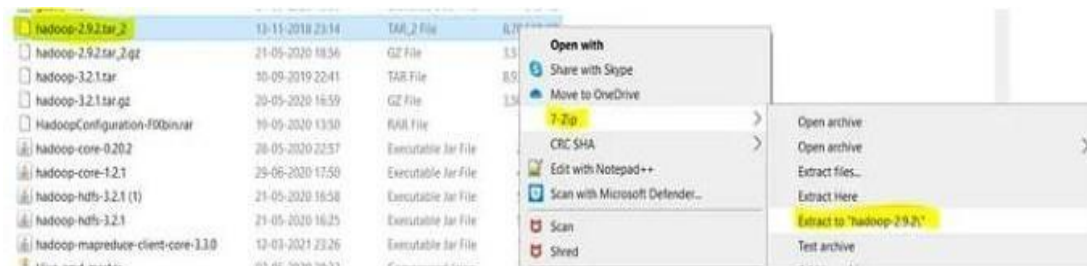 hadoop-2.9.2.tar_2 13-11-2018 23:14 TAR_2 File
hadoop-2.9.2.tar_2.gz 21-05-2020 18:56 GZ File
hadoop-3.2.1.tar 10-09-2019 22:41 TAR File
hadoop-3.2.1.tar.gz 20-05-2020 16:59 GZ File
HadoopConfiguration-FIXbin.rar 19-05-2020 13:50 RAR File
hadoop-core-0.20.2 28-05-2020 22:57 Executable Jar File
hadoop-core-1.2.1 29-06-2020 17:50 Executable Jar File
hadoop-hdfs-3.2.1 (1) 21-05-2020 16:58 Executable Jar File
hadoop-hdfs-3.2.1 21-05-2020 16:25 Executable Jar File
hadoop-mapreduce-client-core-3.3.0 12-03-2021 23:26 Executable Jar File
Open with
Share with Skype
Move to OneDrive
7-Zip
CRC SHA
Edit with Notepad++
Scan with Microsoft Defender...
Scan
Shred
Open archive
Open archive
Extract files...
Extract Here
Extract to "hadoop-2.9.2\"
Test archive